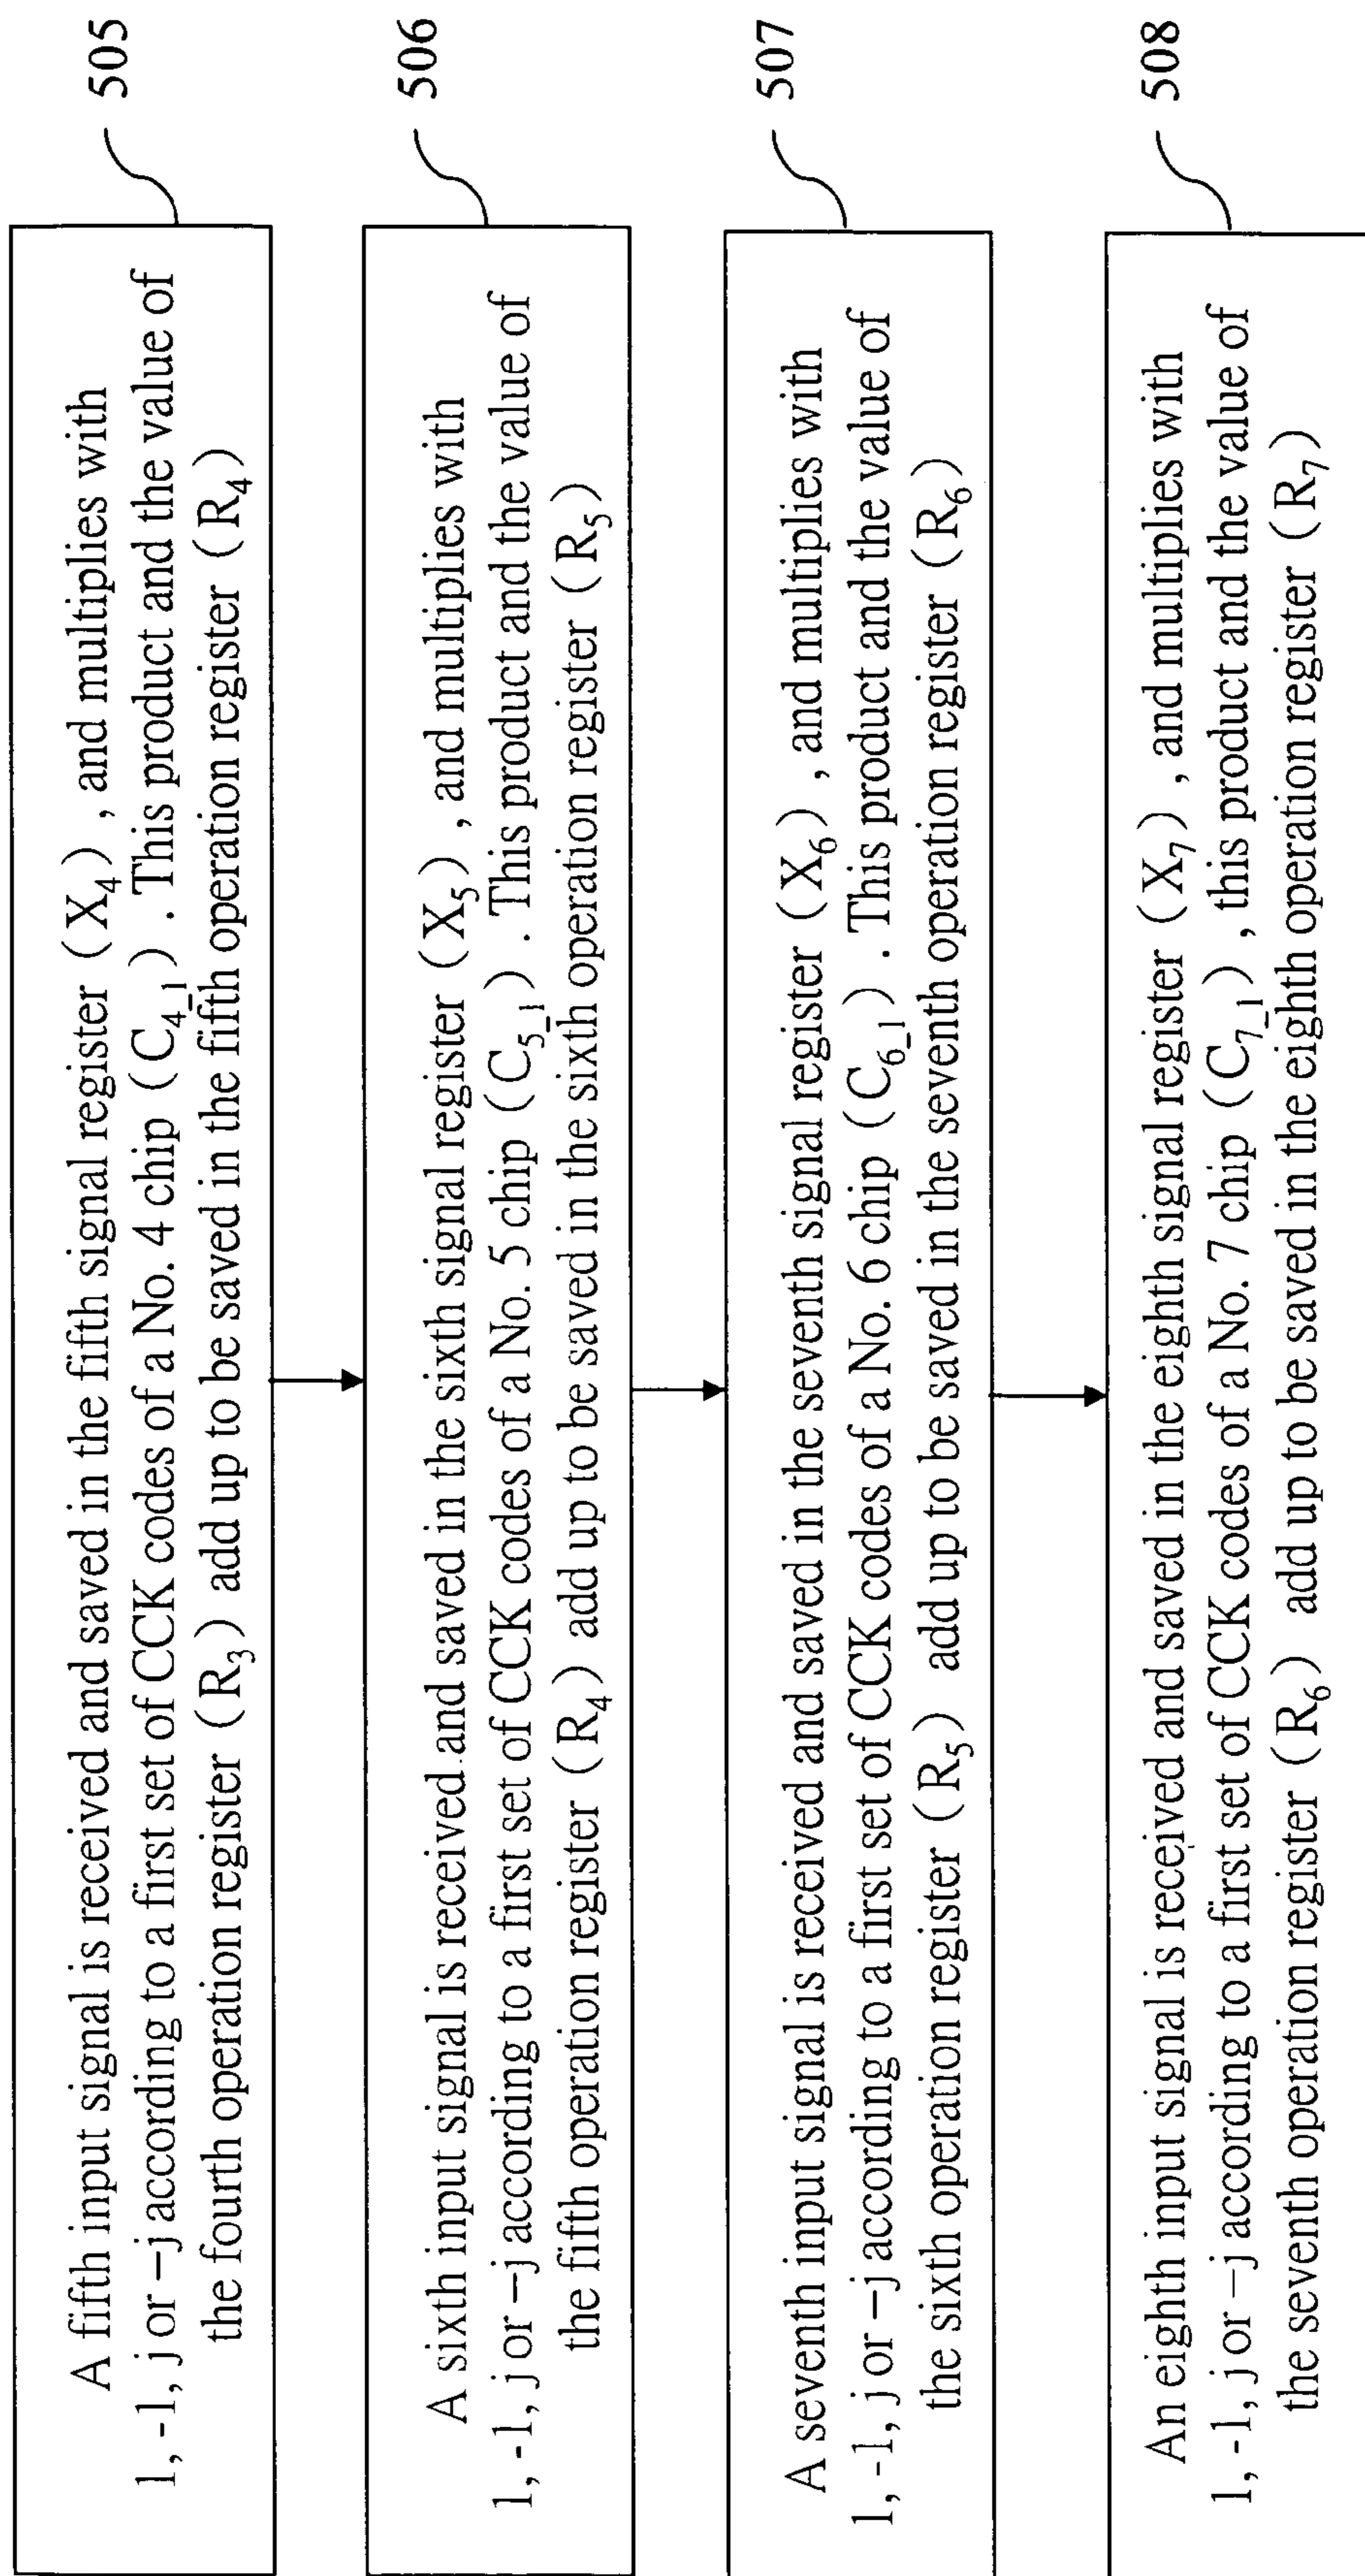 A fifth input signal is received and saved in the fifth signal register (X4), and multiplies with
1, -1, j or –j according to a first set of CCK codes of a No. 4 chip (C4_1). This product and the value of
the fourth operation register (R3) add up to be saved in the fifth operation register (R4)
505
A sixth input signal is received and saved in the sixth signal register (X5), and multiplies with
1, -1, j or –j according to a first set of CCK codes of a No. 5 chip (C5_1). This product and the value of
the fifth operation register (R4) add up to be saved in the sixth operation register (R5)
506
A seven input signal is received and saved in the seventh signal register (X6), and multiplies with
1, -1, j or –j according to a first set of CCK codes of a No. 6 chip (C6_1). This product and the value of
the sixth operation register (R5) add up to be saved in the seventh operation register (R6)
507
An eighth input signal is received and saved in the eighth signal register (X7), and multiplies with
1, -1, j or –j according to a first set of CCK codes of a No. 7 chip (C7_1), this product and the value of
the seventh operation register (R6) add up to be saved in the eighth operation register (R7)
508